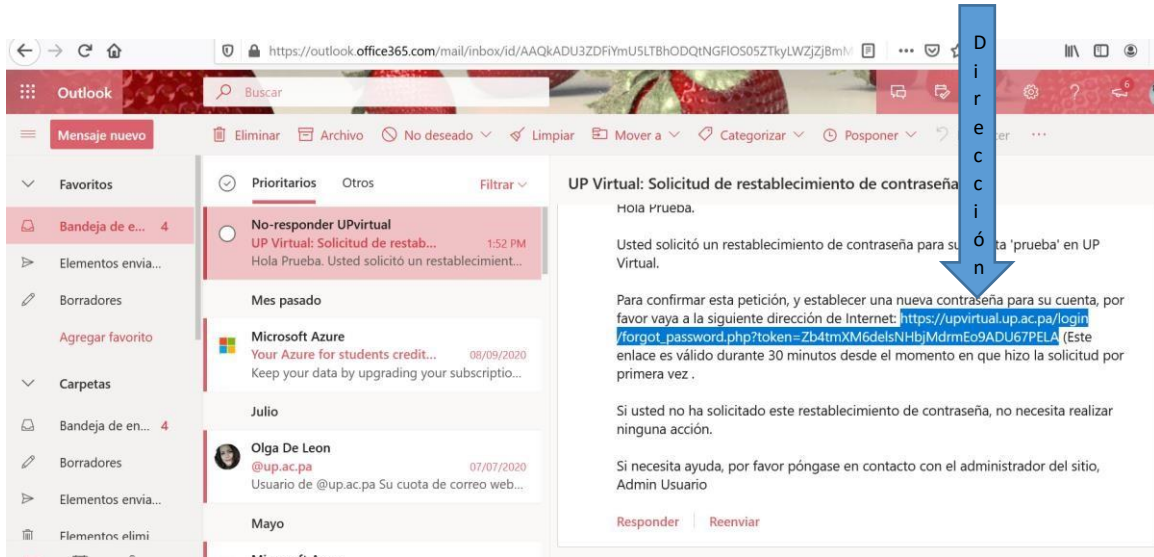 Dirección
https://outlook.office365.com/mail/inbox/id/AAQkADU3ZDFiYmU5LTBhODQtNGFlOS05ZTkyLWZjZjBmM
Outlook
Buscar
6
Mensaje nuevo
Eliminar Archivo No deseado Limpiar Mover a Categorizar Posponer
Favoritos
Bandeja de e... 4
Elementos envia...
Borradores
Agregar favorito
Carpetas
Bandeja de en... 4
Borradores
Elementos envia...
Elementos elimi
Prioritarios Otros Filtrar
No-responder UPvirtual
UP Virtual: Solicitud de restab... 1:52 PM
Hola Prueba. Usted solicitó un restablecimient...
Mes pasado
Microsoft Azure
Your Azure for students credit... 08/09/2020
Keep your data by upgrading your subscriptio...
Julio
Olga De Leon
@up.ac.pa 07/07/2020
Usuario de @up.ac.pa Su cuota de correo web...
Mayo
UP Virtual: Solicitud de restablecimiento de contraseña
Hola Prueba.
Usted solicitó un restablecimiento de contraseña para su ta 'prueba' en UP
Virtual.
Para confirmar esta petición, y establecer una nueva contraseña para su cuenta, por
favor vaya a la siguiente dirección de Internet: https://upvirtual.up.ac.pa/login
/forgot_password.php?token=Zb4tmXM6delsNHbjMdrmEo9ADU67PELA (Este
enlace es válido durante 30 minutos desde el momento en que hizo la solicitud por
primera vez .
Si usted no ha solicitado este restablecimiento de contraseña, no necesita realizar
ninguna acción.
Si necesita ayuda, por favor póngase en contacto con el administrador del sitio,
Admin Usuario
Responder Reenviar